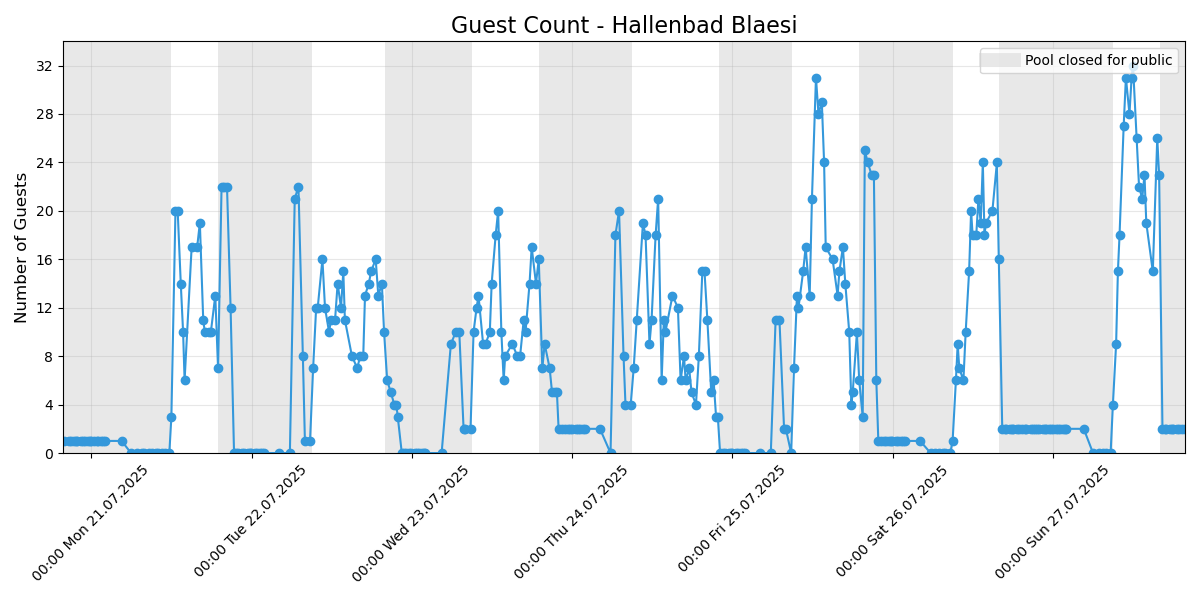 Guest Count - Hallenbad Blaesi
Pool closed for public
Number of Guests
32
28
24
20
16
12
8
4
0
00:00 Mon 21.07.2025
00:00 Tue 22.07.2025
00:00 Wed 23.07.2025
00:00 Thu 24.07.2025
00:00 Fri 25.07.2025
00:00 Sat 26.07.2025
00:00 Sun 27.07.2025